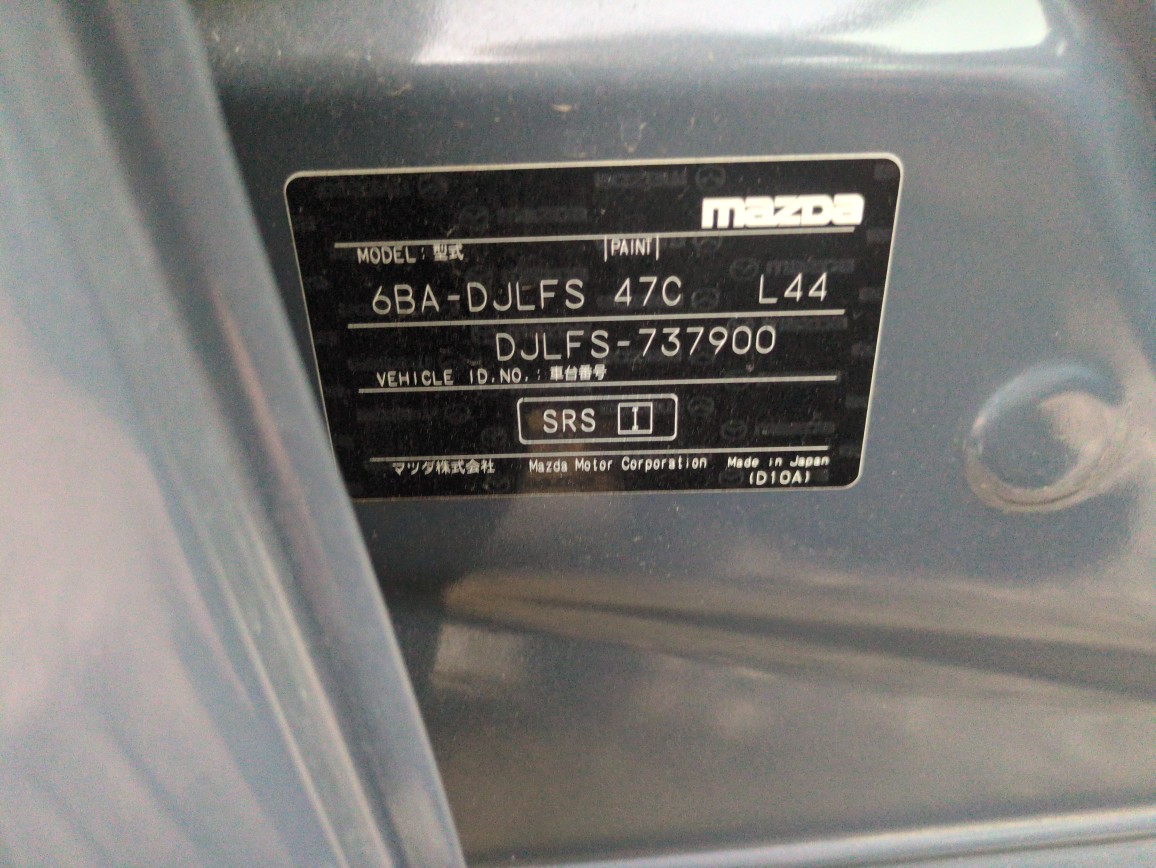 mazda
MODEL: 型式 PAINT
6BA-DJLFS 47C L44
DJLFS-737900
VEHICLE ID.NO.: 車台番号
SRS I
マツダ株式会社 Mazda Motor Corporation Made in Japan
(D10A)